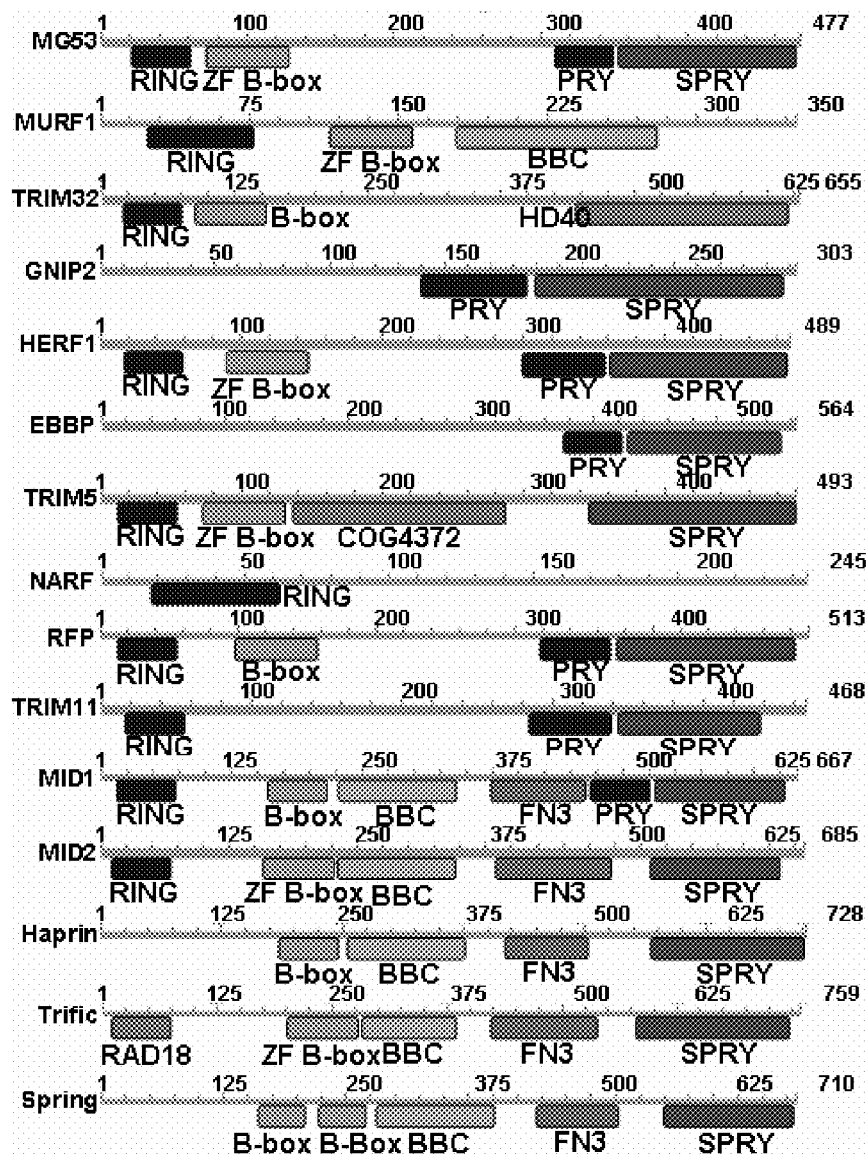 1 100 200 300 400 477
MG53
RING ZF B-box PRY SPRY
1 75 150 225 300 350
MURF1
RING ZF B-box BBC
1 125 250 375 500 625 655
TRIM32
RING B-box HD40
1 50 100 150 200 250 303
GNIP2
PRY SPRY
1 100 200 300 400 489
HERF1
RING ZF B-box PRY SPRY
1 100 200 300 400 500 564
EBBP
PRY SPRY
1 100 200 300 400 493
TRIM5
RING ZF B-box COG4372 SPRY
1 50 100 150 200 245
NARF
RING
1 100 200 300 400 513
RFP
RING B-box PRY SPRY
1 100 200 300 400 468
TRIM11
RING PRY SPRY
1 125 250 375 500 625 667
MID1
RING B-box BBC FN3 PRY SPRY
1 125 250 375 500 625 685
MID2
RING ZF B-box BBC FN3 SPRY
1 125 250 375 500 625 728
Haprin
B-box BBC FN3 SPRY
1 125 250 375 500 625 759
Trific
RAD18 ZF B-box BBC FN3 SPRY
1 125 250 375 500 625 710
Spring
B-box B-Box BBC FN3 SPRY